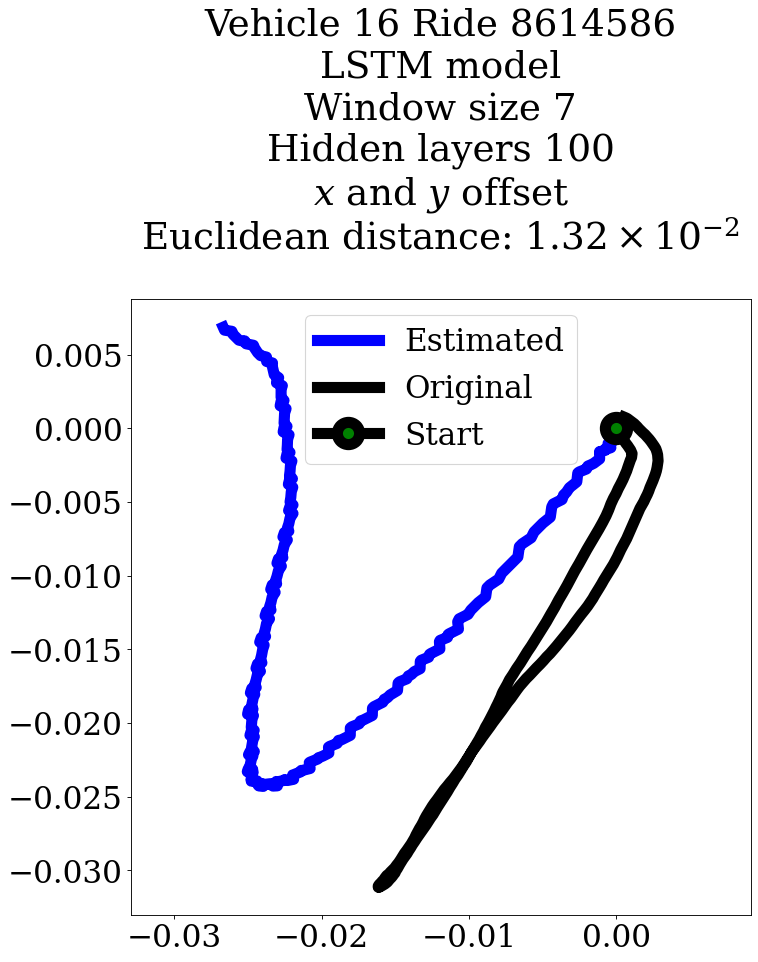 Vehicle 16 Ride 8614586
LSTM model
Window size 7
Hidden layers 100
x and y offset
Euclidean distance: 1.32 × 10⁻²
Estimated
Original
Start
0.005
0.000
−0.005
−0.010
−0.015
−0.020
−0.025
−0.030
−0.03 −0.02 −0.01 0.00